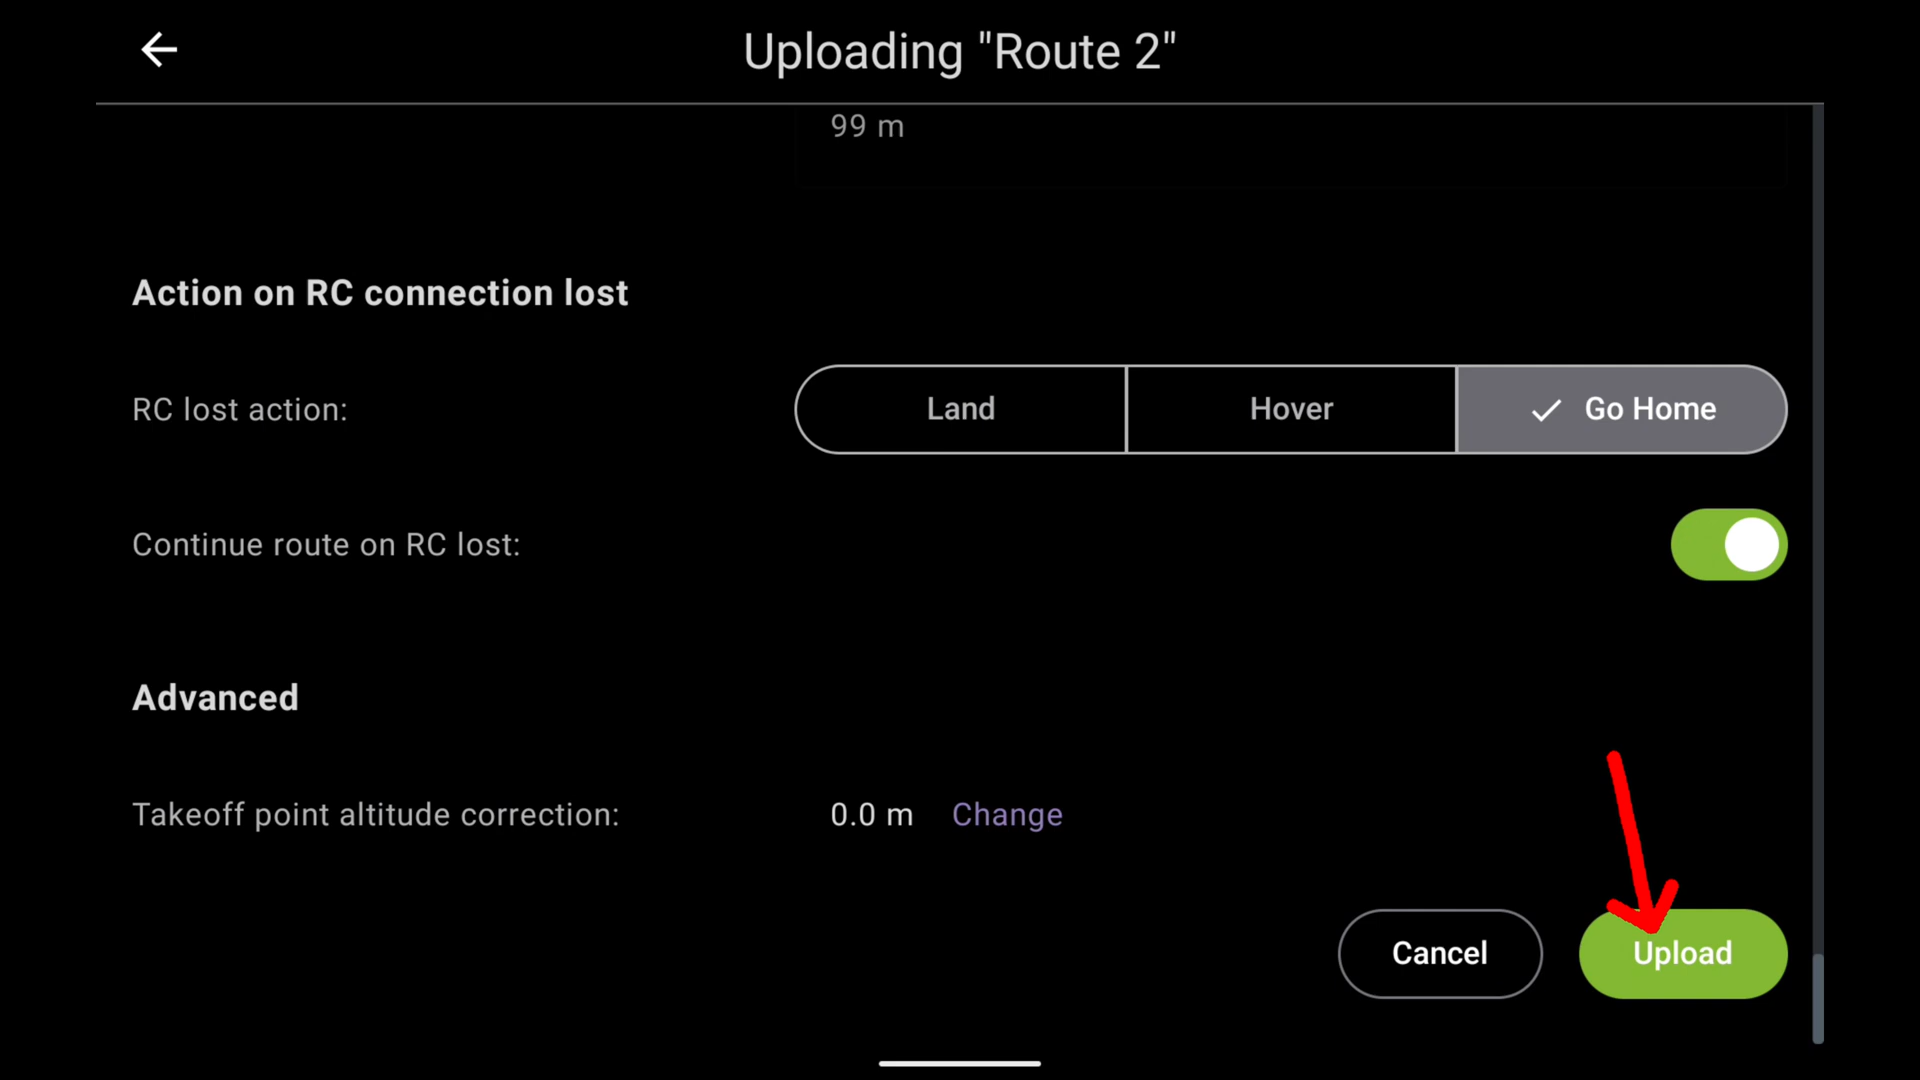 Uploading "Route 2"
99 m
Action on RC connection lost
RC lost action:
Land
Hover
Go Home
Continue route on RC lost:
Advanced
Takeoff point altitude correction:
0.0 m
Change
Cancel
Upload